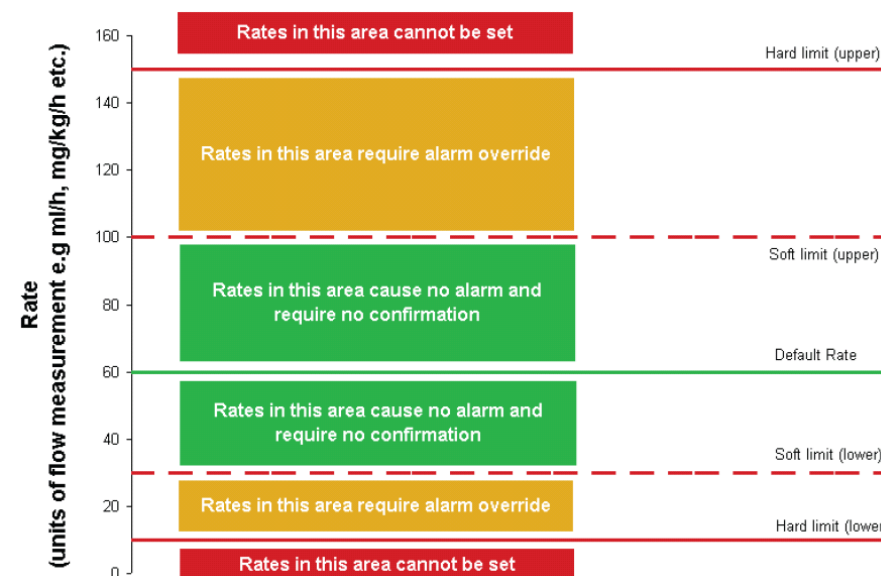 Rate
(units of flow measurement e.g ml/h, mg/kg/h etc.)
160
Rates in this area cannot be set
Hard limit (upper)
140
Rates in this area require alarm override
120
100
Soft limit (upper)
Rates in this area cause no alarm and
require no confirmation
80
Default Rate
60
Rates in this area cause no alarm and
require no confirmation
40
Soft limit (lower)
20
Rates in this area require alarm override
Hard limit (lower
Rates in this area cannot be set
0